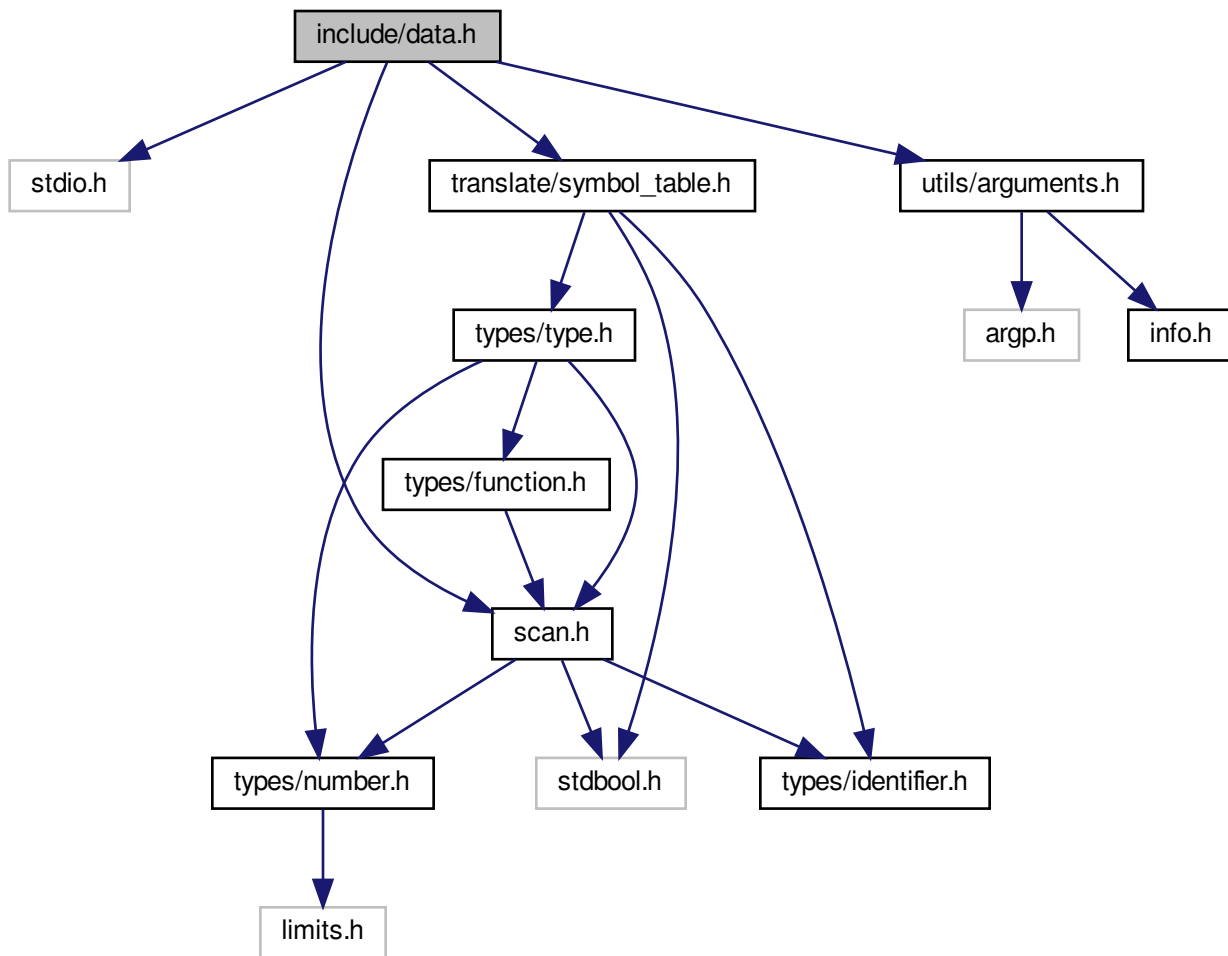 include/data.h
stdio.h
translate/symbol_table.h
utils/arguments.h
types/type.h
argp.h
info.h
types/function.h
scan.h
types/number.h
stdbool.h
types/identifier.h
limits.h